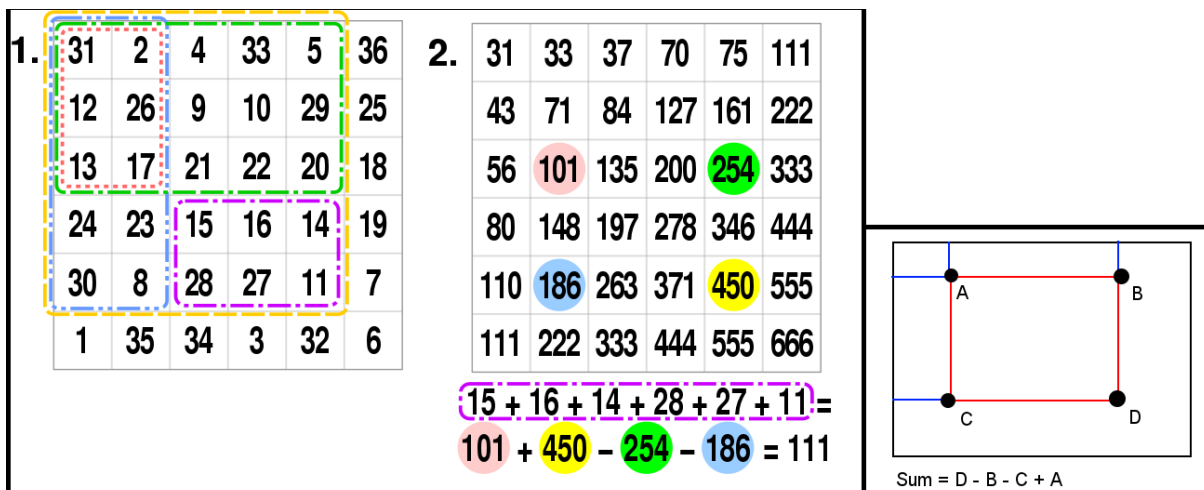 1.
31 2 4 33 5 36
12 26 9 10 29 25
13 17 21 22 20 18
24 23 15 16 14 19
30 8 28 27 11 7
1 35 34 3 32 6
2.
31 33 37 70 75 111
43 71 84 127 161 222
56 101 135 200 254 333
80 148 197 278 346 444
110 186 263 371 450 555
111 222 333 444 555 666
15 + 16 + 14 + 28 + 27 + 11 =
101 + 450 − 254 − 186 = 111
A B
C D
Sum = D - B - C + A